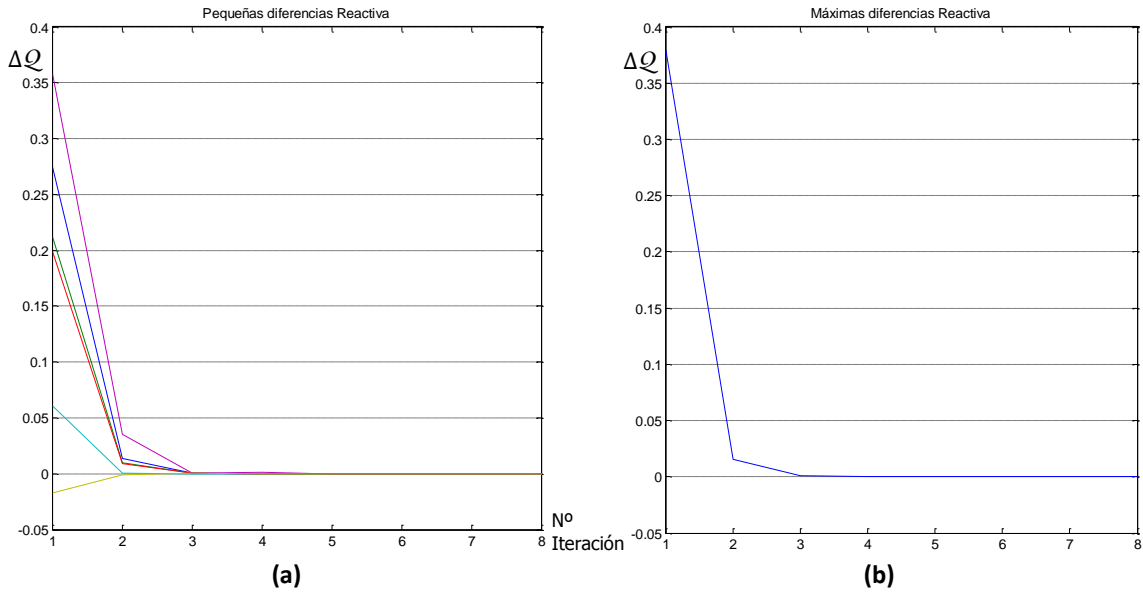 Pequeñas diferencias Reactiva
ΔQ
0.4
0.35
0.3
0.25
0.2
0.15
0.1
0.05
0
-0.05
1 2 3 4 5 6 7 8
Nº
Iteración
(a)
Máximas diferencias Reactiva
ΔQ
0.4
0.35
0.3
0.25
0.2
0.15
0.1
0.05
0
-0.05
1 2 3 4 5 6 7 8
(b)